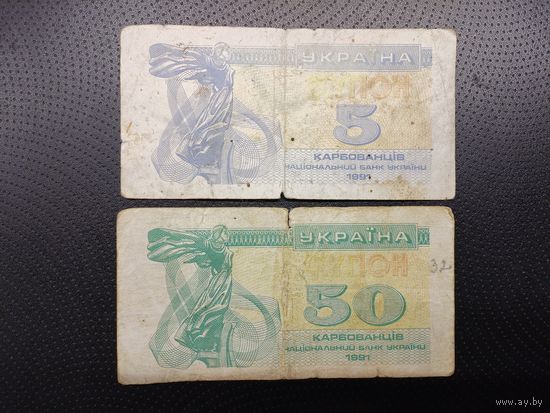 УКРАЇНА
КУПОН
5
КАРБОВАНЦІВ
НАЦІОНАЛЬНИЙ БАНК УКРАЇНИ
1991
УКРАЇНА
КУПОН
32
50
КАРБОВАНЦІВ
НАЦІОНАЛЬНИЙ БАНК УКРАЇНИ
1991
www.ay.by